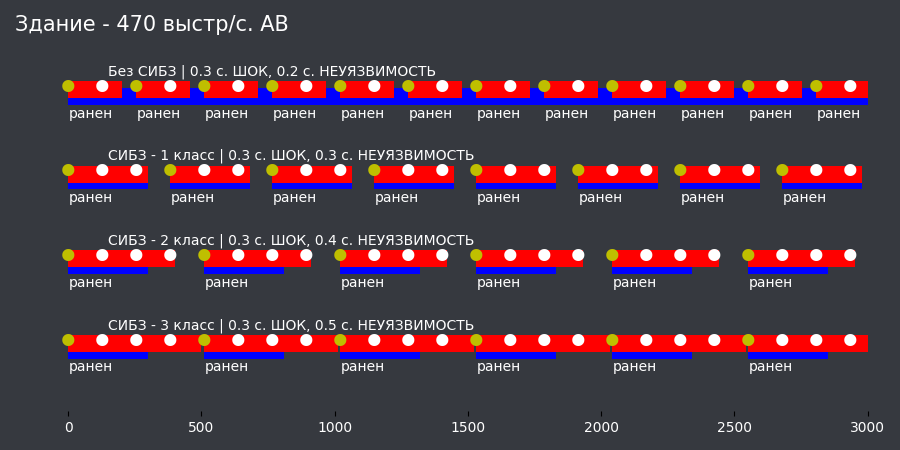 Здание - 470 выстр/с. АВ
Без СИБЗ | 0.3 с. ШОК, 0.2 с. НЕУЯЗВИМОСТЬ
ранен ранен ранен ранен ранен ранен ранен ранен ранен ранен ранен ранен
СИБЗ - 1 класс | 0.3 с. ШОК, 0.3 с. НЕУЯЗВИМОСТЬ
ранен ранен ранен ранен ранен ранен ранен ранен
СИБЗ - 2 класс | 0.3 с. ШОК, 0.4 с. НЕУЯЗВИМОСТЬ
ранен ранен ранен ранен ранен ранен
СИБЗ - 3 класс | 0.3 с. ШОК, 0.5 с. НЕУЯЗВИМОСТЬ
ранен ранен ранен ранен ранен ранен
0 500 1000 1500 2000 2500 3000